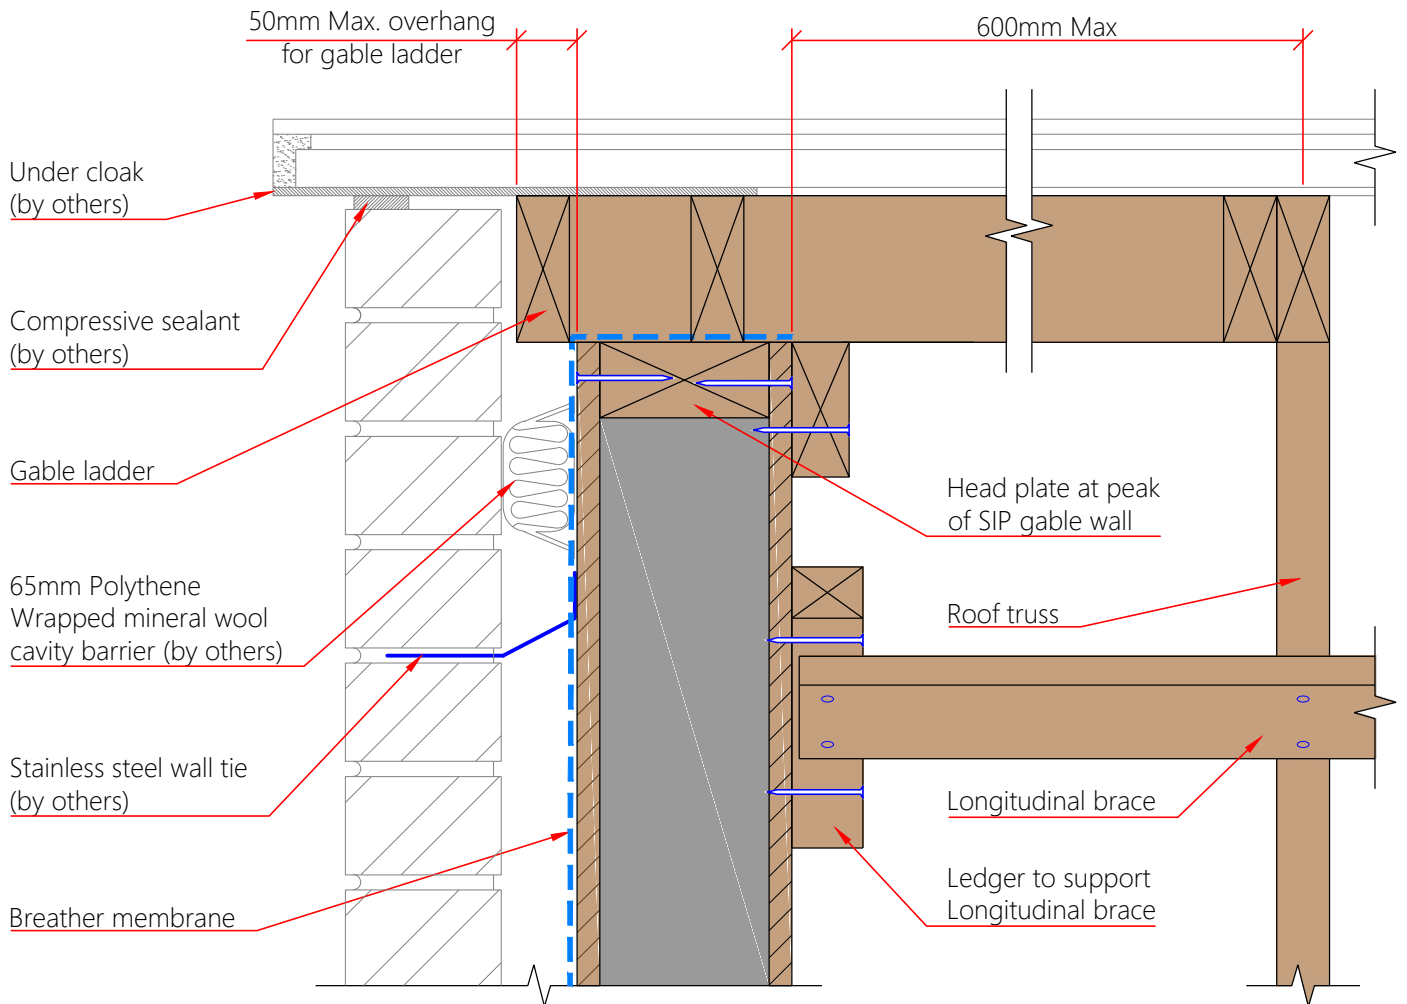 50mm Max. overhang
for gable ladder
600mm Max
Under cloak
(by others)
Compressive sealant
(by others)
Gable ladder
65mm Polythene
Wrapped mineral wool
cavity barrier (by others)
Stainless steel wall tie
(by others)
Breather membrane
Head plate at peak
of SIP gable wall
Roof truss
Longitudinal brace
Ledger to support
Longitudinal brace